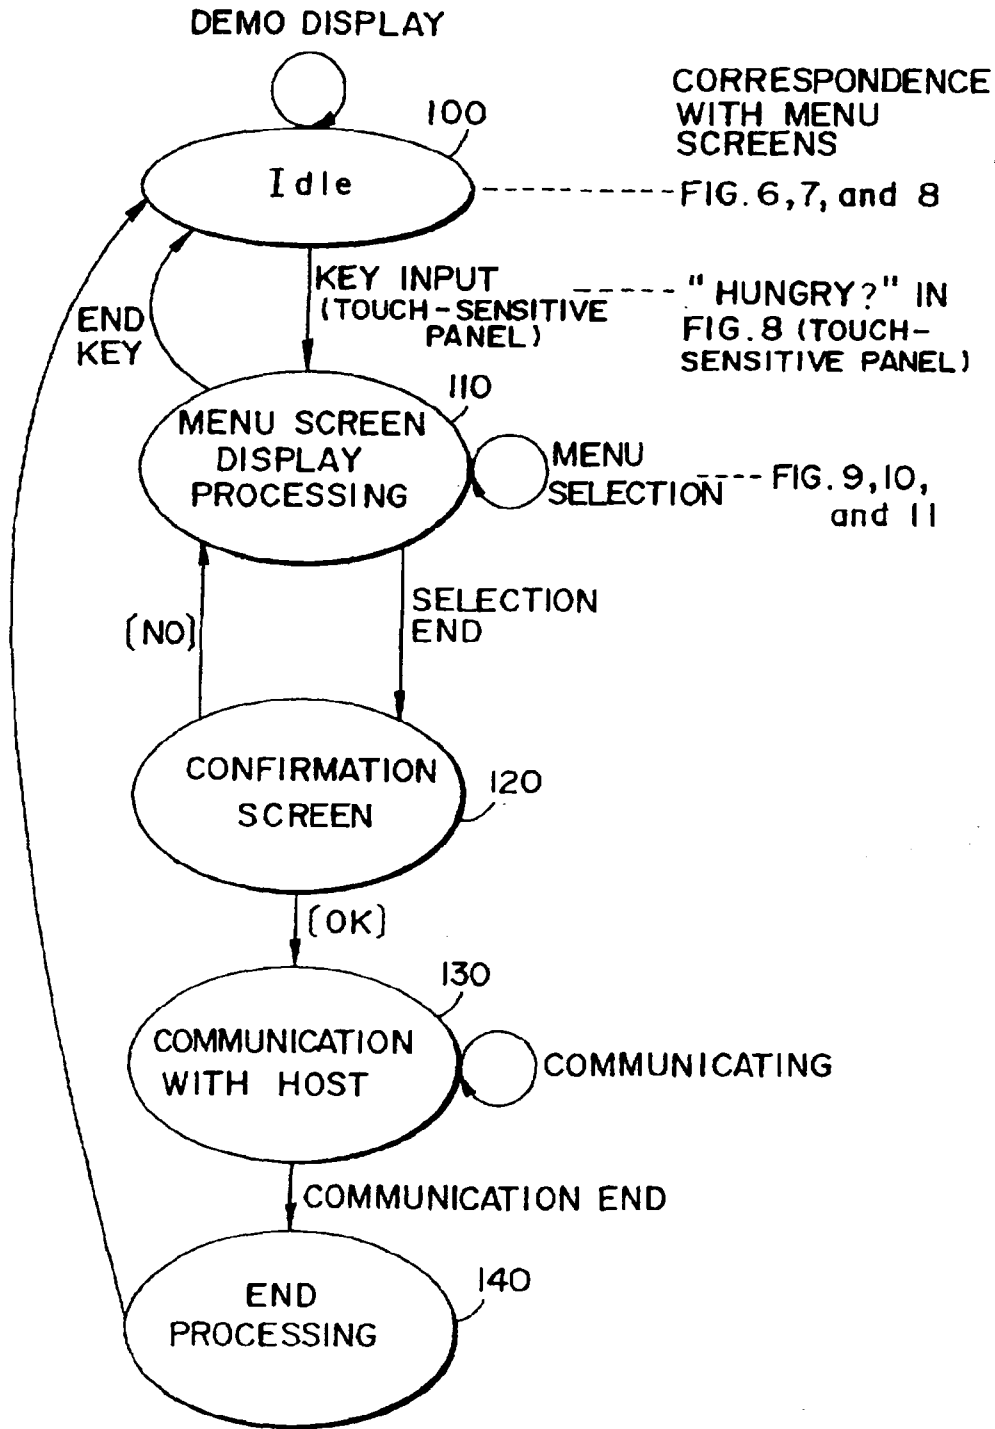 DEMO DISPLAY
CORRESPONDENCE
WITH MENU
SCREENS
100
Idle
FIG. 6, 7, and 8
KEY INPUT
(TOUCH-SENSITIVE
PANEL)
"HUNGRY?" IN
FIG. 8 (TOUCH-
SENSITIVE PANEL)
END
KEY
110
MENU SCREEN
DISPLAY
PROCESSING
MENU
SELECTION
FIG. 9, 10,
and 11
[NO]
SELECTION
END
CONFIRMATION
SCREEN
120
[OK]
130
COMMUNICATION
WITH HOST
COMMUNICATING
COMMUNICATION END
140
END
PROCESSING